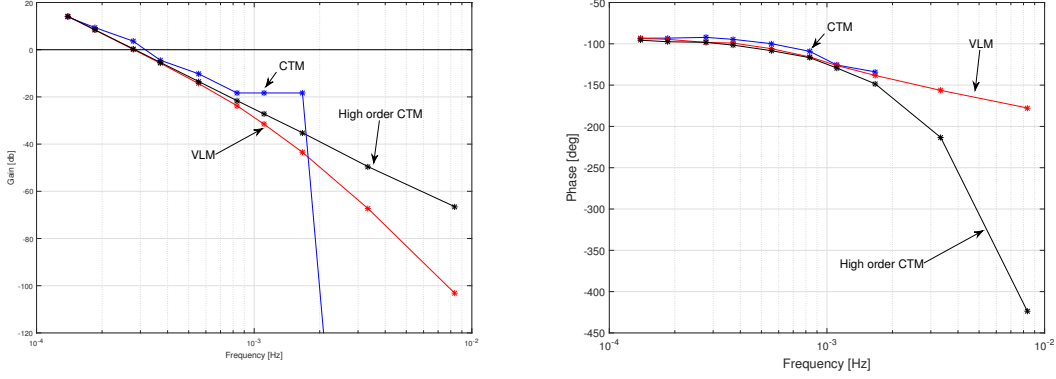 20
0
-20
-40
-60
-80
-100
-120
Gain [db]
CTM
High order CTM
VLM
10-4
10-3
10-2
Frequency [Hz]
-50
-100
-150
-200
-250
-300
-350
-400
-450
Phase [deg]
CTM
VLM
High order CTM
10-4
10-3
10-2
Frequency [Hz]